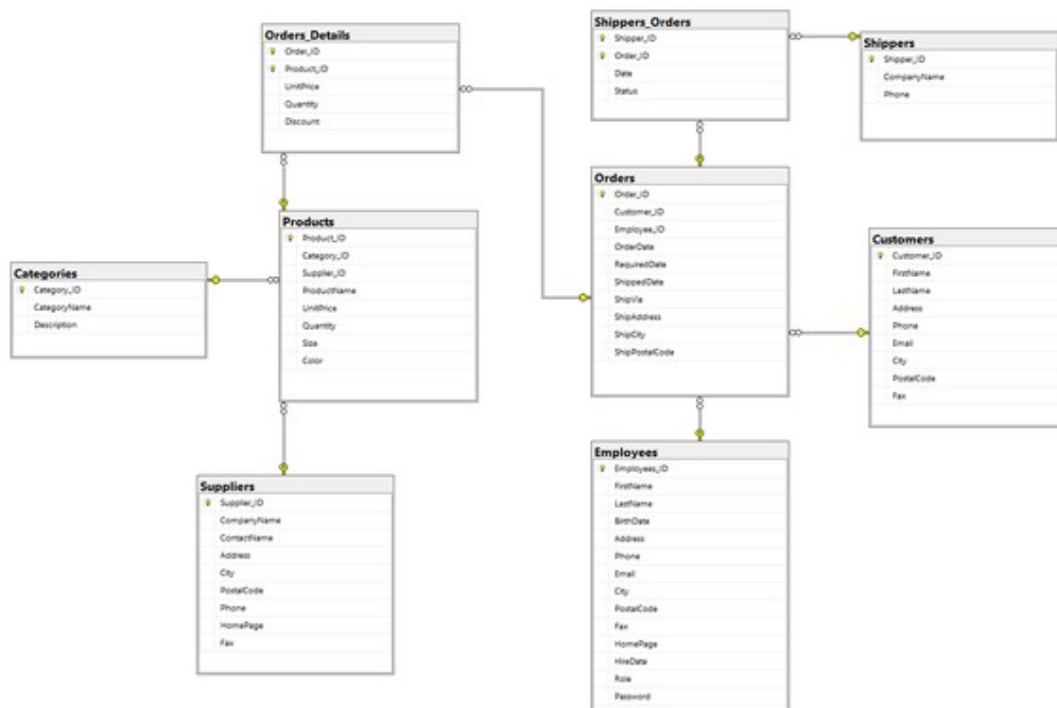 Orders_Details
Order_ID
Product_ID
UnitPrice
Quantity
Discount
Shippers_Orders
Shipper_ID
Order_ID
Date
Status
Shippers
Shipper_ID
CompanyName
Phone
Categories
Category_ID
CategoryName
Description
Products
Product_ID
Category_ID
Supplier_ID
ProductName
UnitPrice
Quantity
Size
Color
Orders
Order_ID
Customer_ID
Employee_ID
OrderDate
RequiredDate
ShippedDate
ShipVia
ShipAddress
ShipCity
ShipPostalCode
Customers
Customer_ID
FirstName
LastName
Address
Phone
Email
City
PostalCode
Fax
Suppliers
Supplier_ID
CompanyName
ContactName
Address
City
PostalCode
Phone
HomePage
Fax
Employees
Employees_ID
FirstName
LastName
BirthDate
Address
Phone
Email
City
PostalCode
Fax
HomePage
HireDate
Role
Password